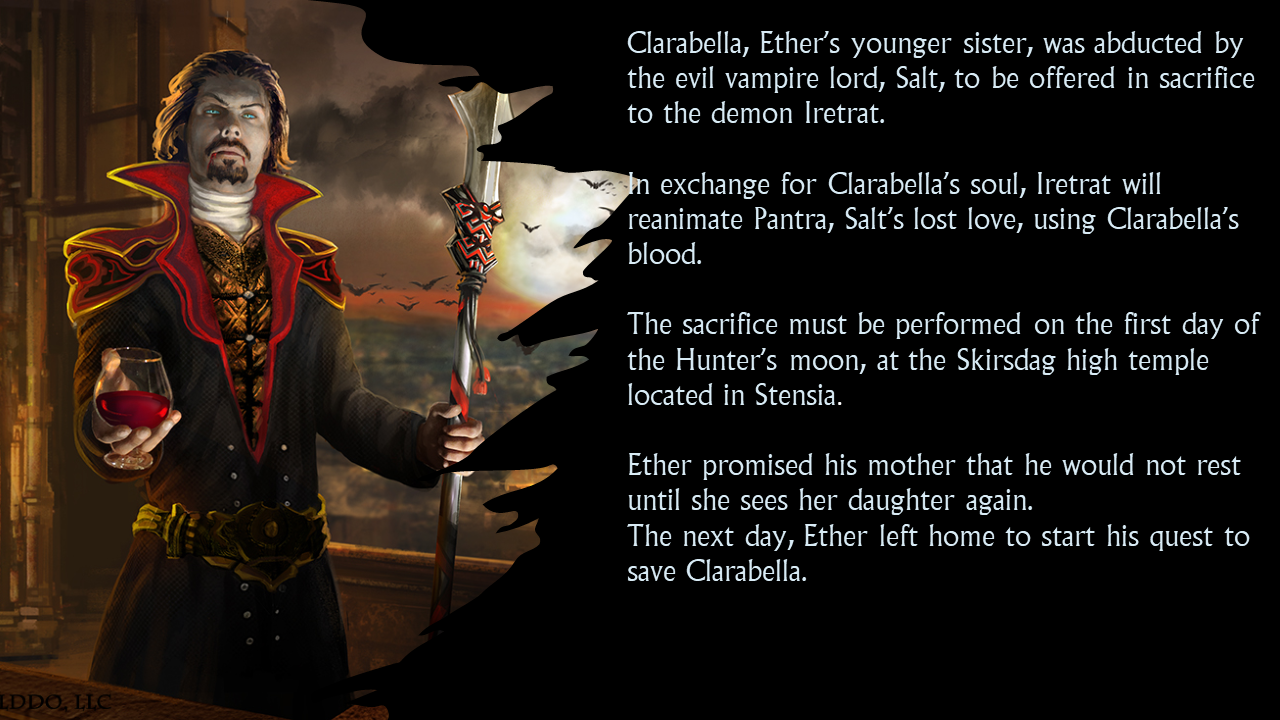 Clarabella, Ether's younger sister, was abducted by
the evil vampire lord, Salt, to be offered in sacrifice
to the demon Iretrat.
In exchange for Clarabella's soul, Iretrat will
reanimate Pantra, Salt's lost love, using Clarabella's
blood.
The sacrifice must be performed on the first day of
the Hunter's moon, at the Skirsdag high temple
located in Stensia.
Ether promised his mother that he would not rest
until she sees her daughter again.
The next day, Ether left home to start his quest to
save Clarabella.
LLC